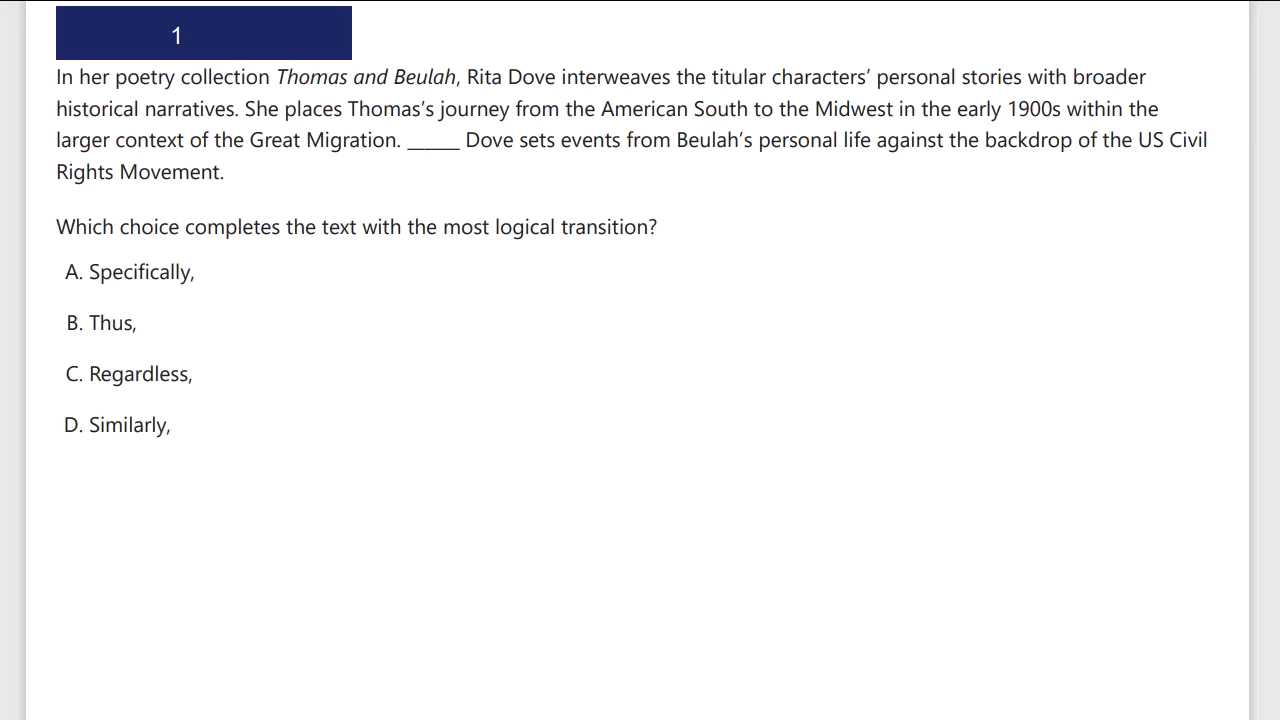 1
In her poetry collection Thomas and Beulah, Rita Dove interweaves the titular characters’ personal stories with broader
historical narratives. She places Thomas’s journey from the American South to the Midwest in the early 1900s within the
larger context of the Great Migration. _____ Dove sets events from Beulah’s personal life against the backdrop of the US Civil
Rights Movement.
Which choice completes the text with the most logical transition?
A. Specifically,
B. Thus,
C. Regardless,
D. Similarly,